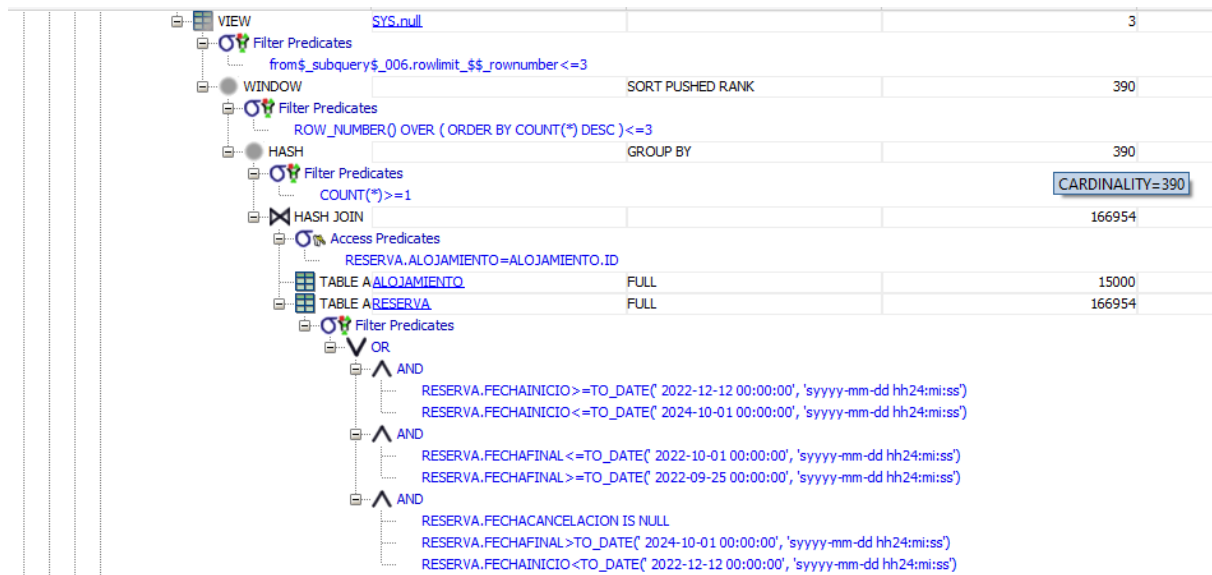 VIEW SYS.null 3
Filter Predicates
from$_subquery$_006.rowlimit_$$_rownumber<=3
WINDOW SORT PUSHED RANK 390
Filter Predicates
ROW_NUMBER() OVER ( ORDER BY COUNT(*) DESC )<=3
HASH GROUP BY 390
Filter Predicates
COUNT(*)>=1
CARDINALITY=390
HASH JOIN 166954
Access Predicates
RESERVA.ALOJAMIENTO=ALOJAMIENTO.ID
TABLE A ALOJAMIENTO FULL 15000
TABLE A RESERVA FULL 166954
Filter Predicates
OR
AND
RESERVA.FECHAINICIO>=TO_DATE(' 2022-12-12 00:00:00', 'syyyy-mm-dd hh24:mi:ss')
RESERVA.FECHAINICIO<=TO_DATE(' 2024-10-01 00:00:00', 'syyyy-mm-dd hh24:mi:ss')
AND
RESERVA.FECHAFINAL<=TO_DATE(' 2022-10-01 00:00:00', 'syyyy-mm-dd hh24:mi:ss')
RESERVA.FECHAFINAL>=TO_DATE(' 2022-09-25 00:00:00', 'syyyy-mm-dd hh24:mi:ss')
AND
RESERVA.FECHACANCELACION IS NULL
RESERVA.FECHAFINAL>TO_DATE(' 2024-10-01 00:00:00', 'syyyy-mm-dd hh24:mi:ss')
RESERVA.FECHAINICIO<TO_DATE(' 2022-12-12 00:00:00', 'syyyy-mm-dd hh24:mi:ss')